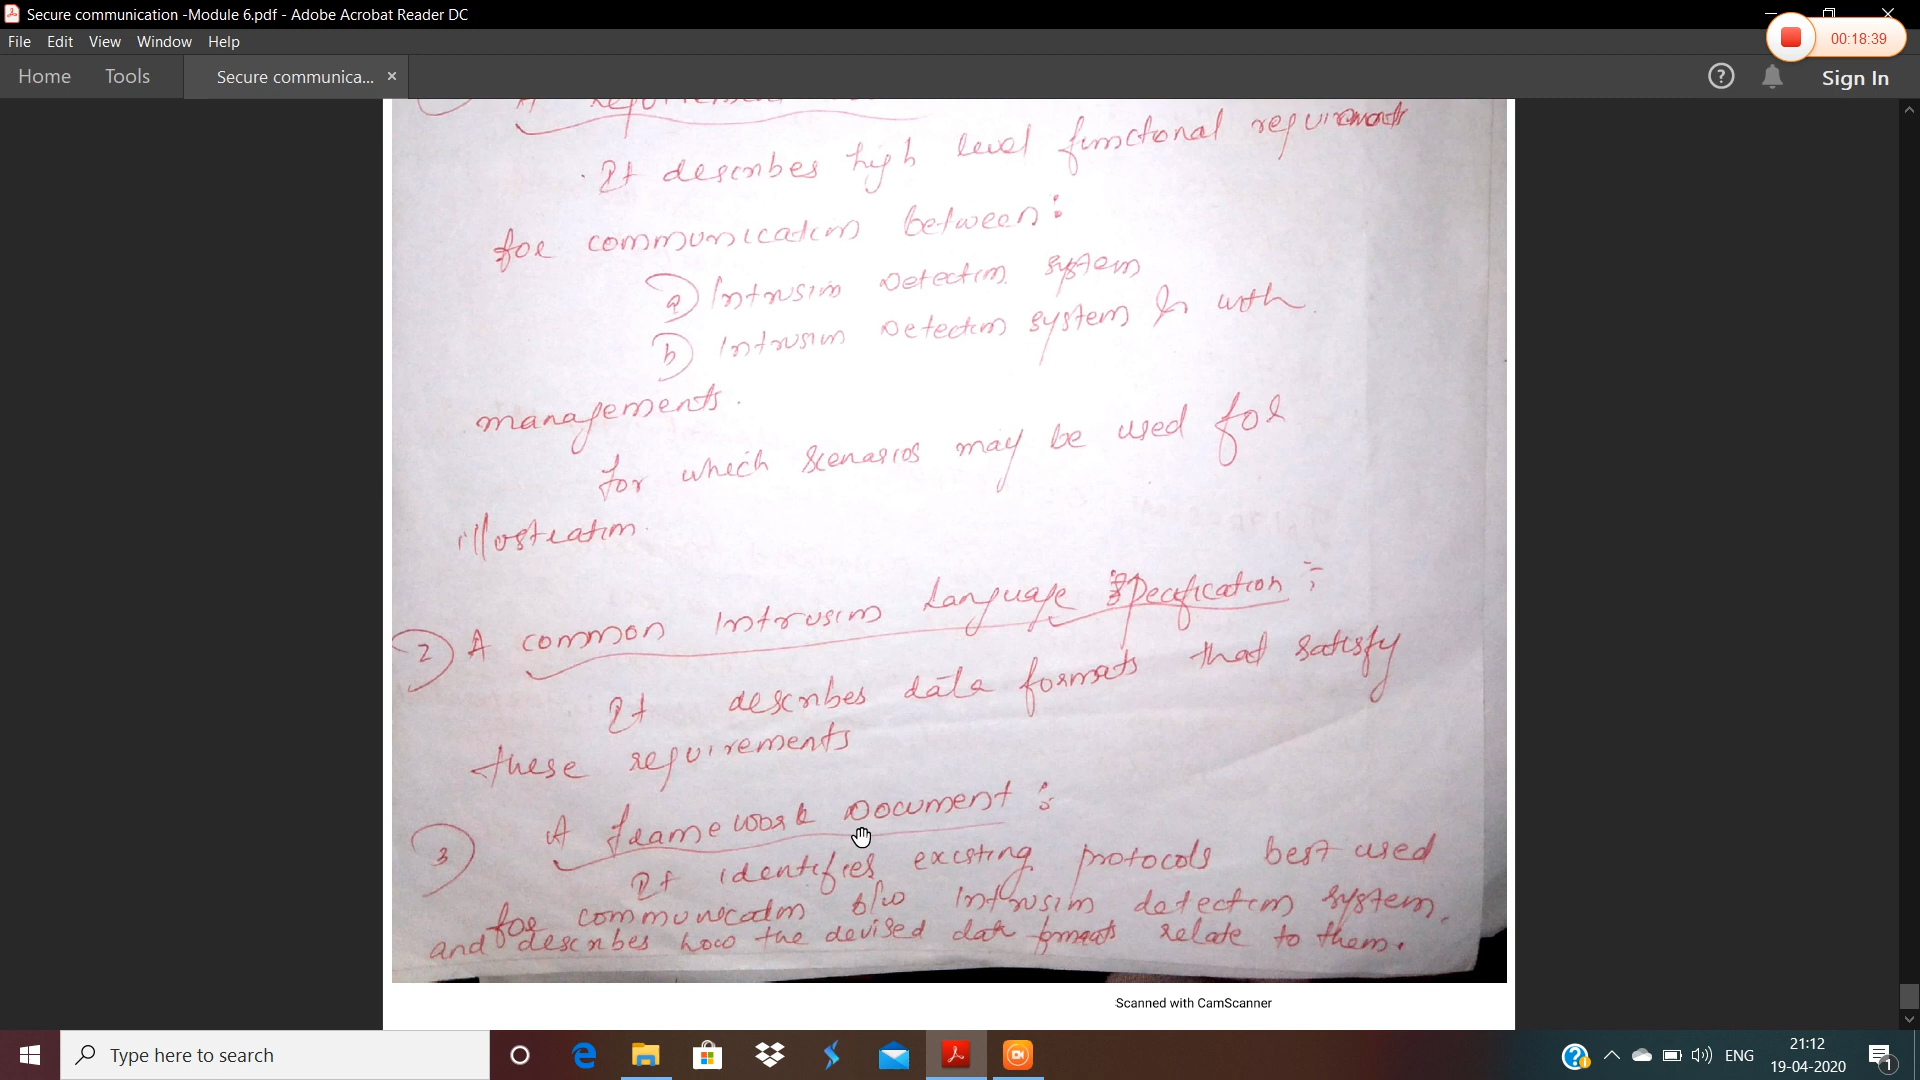 Secure communication -Module 6.pdf - Adobe Acrobat Reader DC
00:18:39
File Edit View Window Help
Home Tools Secure communica... × Sign In
A
It describes high level functional requirements
for communication between:
a) Intrusion Detection system
b) Intrusion Detection system & with
managements.
for which scenarios may be used for
illustration.
2) A common Intrusion Language specification :-
It describes data formats that satisfy
these requirements
3) A framework Document :
It identifies existing protocols best used
for communication b/w intrusion detection system.
and describes how the devised data formats relate to them.
Scanned with CamScanner
Type here to search
ENG
21:12
19-04-2020
1